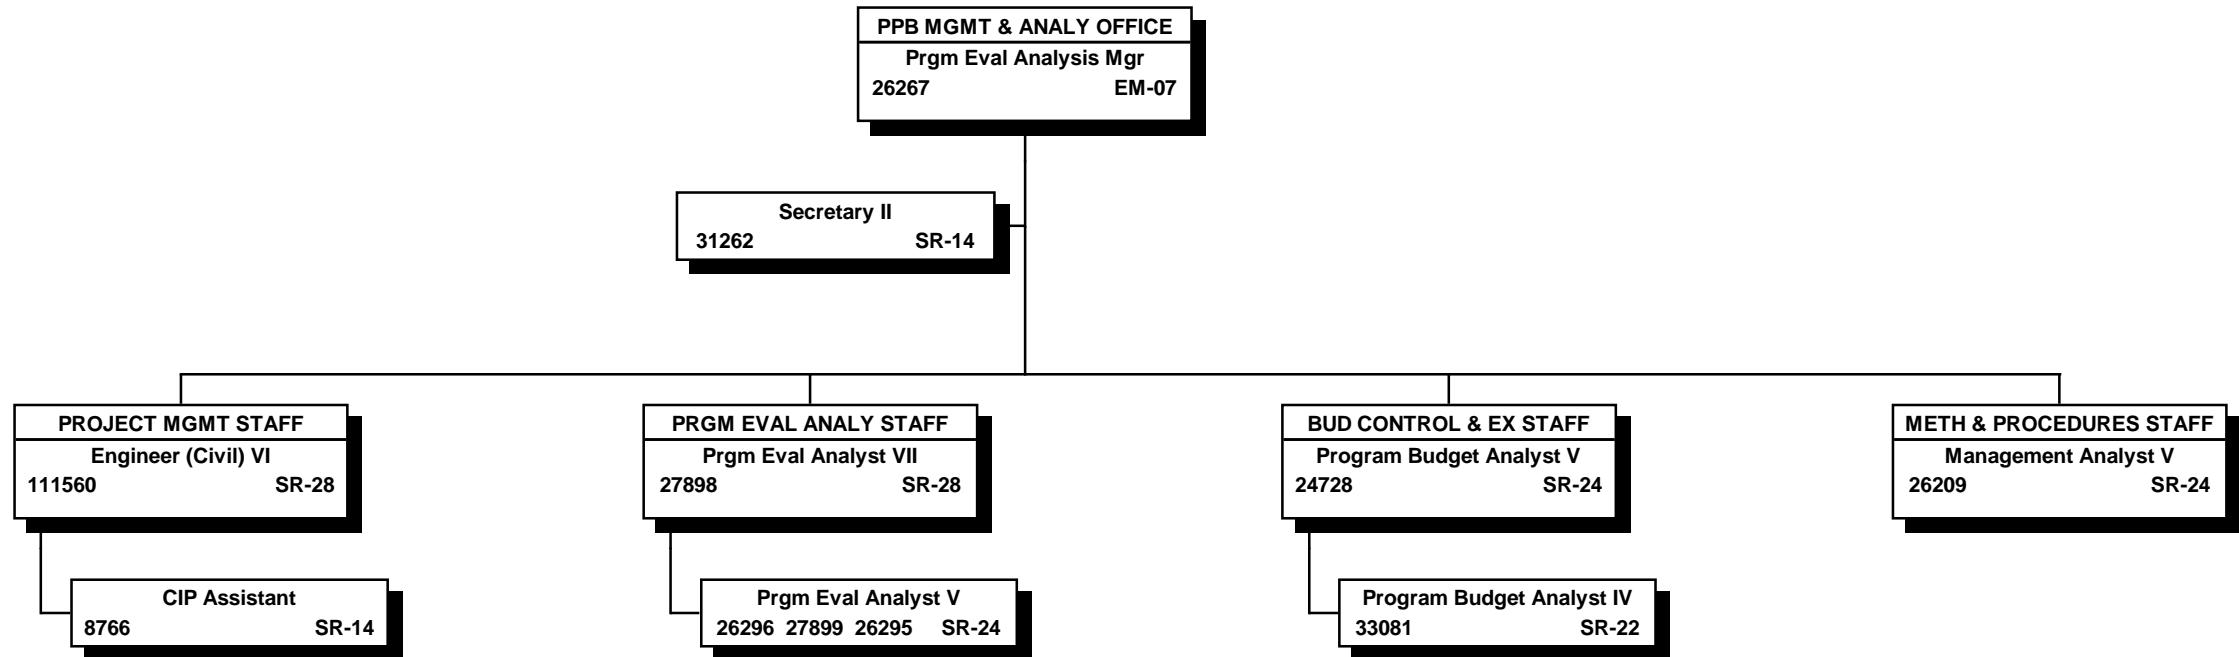 PPB MGMT & ANALY OFFICE
Prgm Eval Analysis Mgr
26267 EM-07
Secretary II
31262 SR-14
PROJECT MGMT STAFF
Engineer (Civil) VI
111560 SR-28
CIP Assistant
8766 SR-14
PRGM EVAL ANALY STAFF
Prgm Eval Analyst VII
27898 SR-28
Prgm Eval Analyst V
26296 27899 26295 SR-24
BUD CONTROL & EX STAFF
Program Budget Analyst V
24728 SR-24
Program Budget Analyst IV
33081 SR-22
METH & PROCEDURES STAFF
Management Analyst V
26209 SR-24